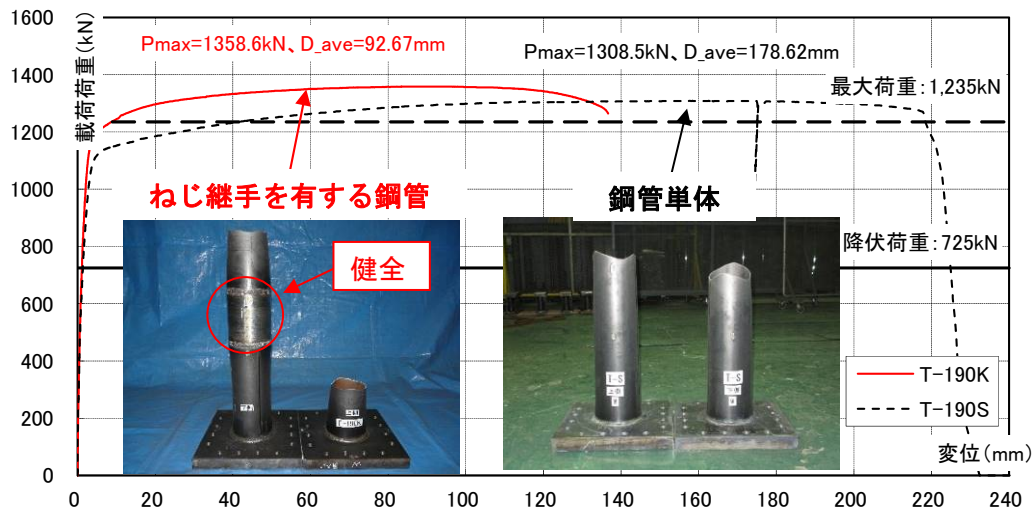 1600
1400
1200
1000
800
600
400
200
0
載荷荷重(kN)
Pmax=1358.6kN、D_ave=92.67mm
Pmax=1308.5kN、D_ave=178.62mm
最大荷重：1,235kN
ねじ継手を有する鋼管
鋼管単体
降伏荷重：725kN
健全
T-S
T-S
T-190K
T-190K
T-190S
変位(mm)
0 20 40 60 80 100 120 140 160 180 200 220 240